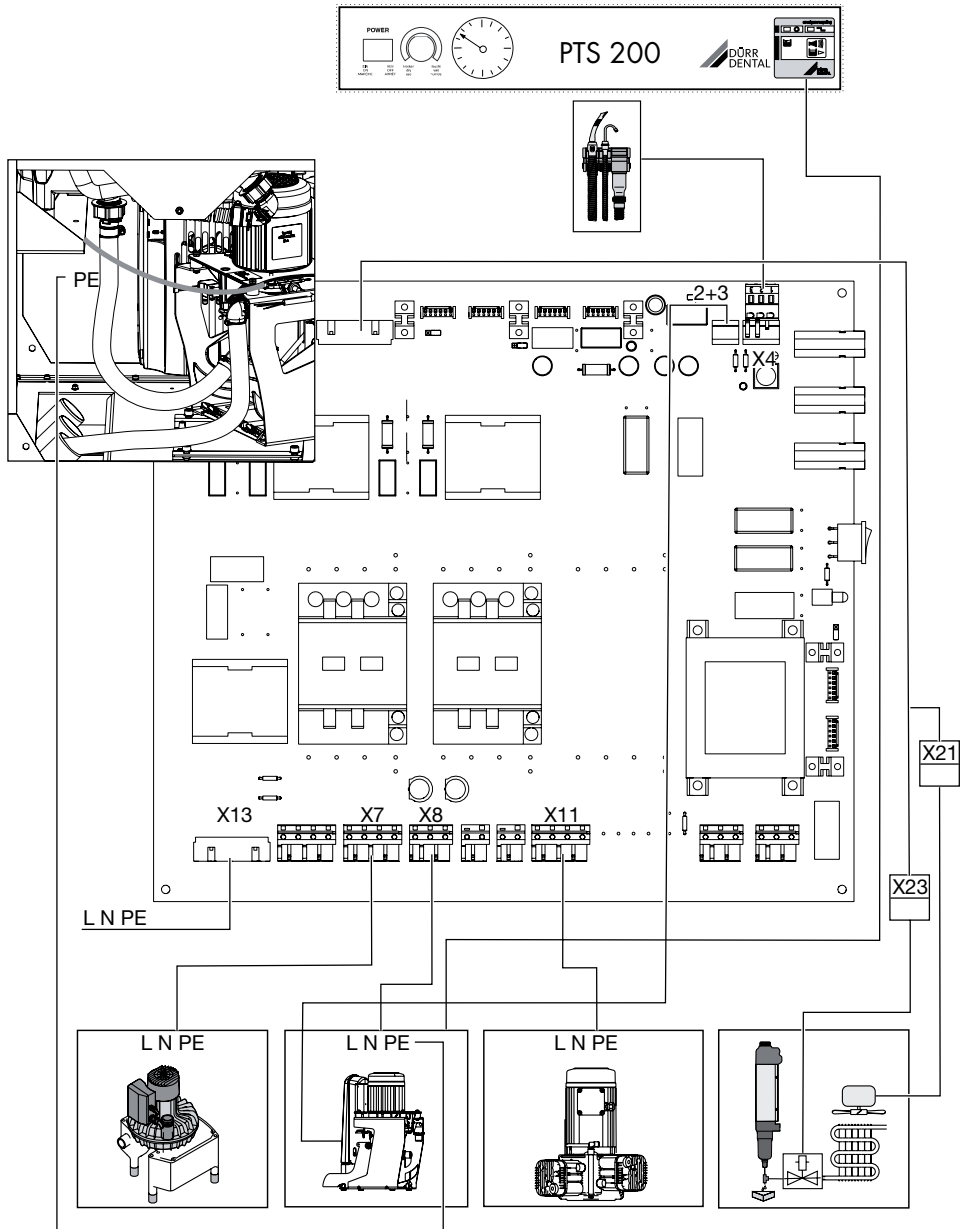 POWER
PTS 200
DÜRR
DENTAL
PE
2+3
X4
X21
X13
X7
X8
X11
X23
L N PE
L N PE
L N PE
L N PE